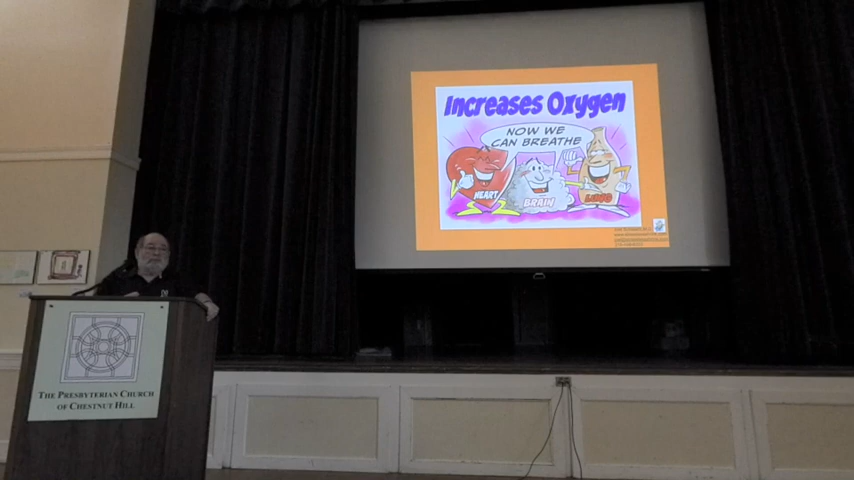 Increases Oxygen
NOW WE
CAN BREATHE
HEART
BRAIN
LUNG
THE PRESBYTERIAN CHURCH
OF CHESTNUT HILL